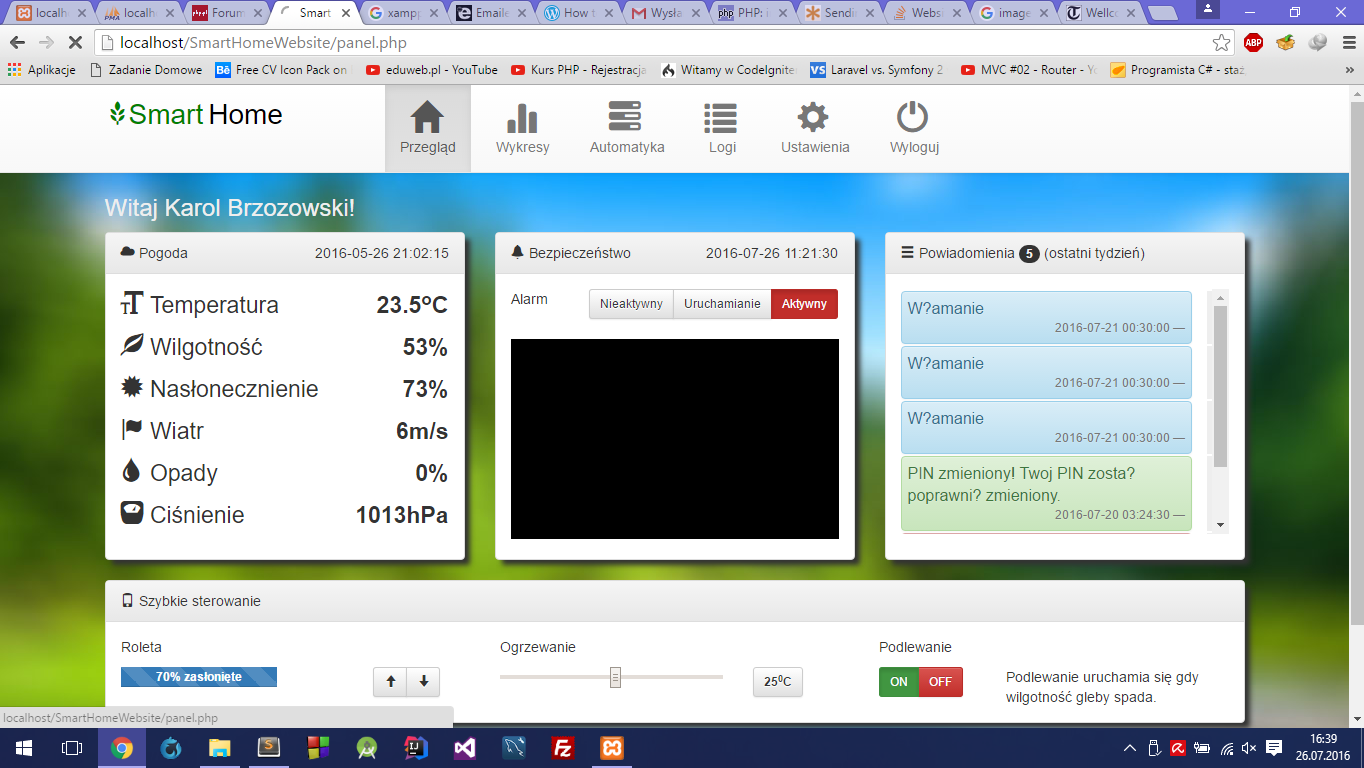 localh
localh
Forum
Smart
xampp
Emaile
How t
Wysła
PHP: i
Sendi
Webs
image
Wellco
localhost/SmartHomeWebsite/panel.php
ABP
Aplikacje
Zadanie Domowe
Free CV Icon Pack on
eduweb.pl - YouTube
Kurs PHP - Rejestracja
Witamy w CodeIgnite
Laravel vs. Symfony 2
MVC #02 - Router - Yo
Programista C# - staż
Smart Home
Przegląd
Wykresy
Automatyka
Logi
Ustawienia
Wyloguj
Witaj Karol Brzozowski!
Pogoda 2016-05-26 21:02:15
Temperatura 23.5ºC
Wilgotność 53%
Nasłonecznienie 73%
Wiatr 6m/s
Opady 0%
Ciśnienie 1013hPa
Bezpieczeństwo 2016-07-26 11:21:30
Alarm Nieaktywny Uruchamianie Aktywny
Powiadomienia 5 (ostatni tydzień)
W?amanie
2016-07-21 00:30:00 —
W?amanie
2016-07-21 00:30:00 —
W?amanie
2016-07-21 00:30:00 —
PIN zmieniony! Twoj PIN zosta?
poprawni? zmieniony.
2016-07-20 03:24:30 —
Szybkie sterowanie
Roleta
70% zasłonięte
Ogrzewanie
25⁰C
Podlewanie
ON OFF
Podlewanie uruchamia się gdy
wilgotność gleby spada.
localhost/SmartHomeWebsite/panel.php
16:39
26.07.2016